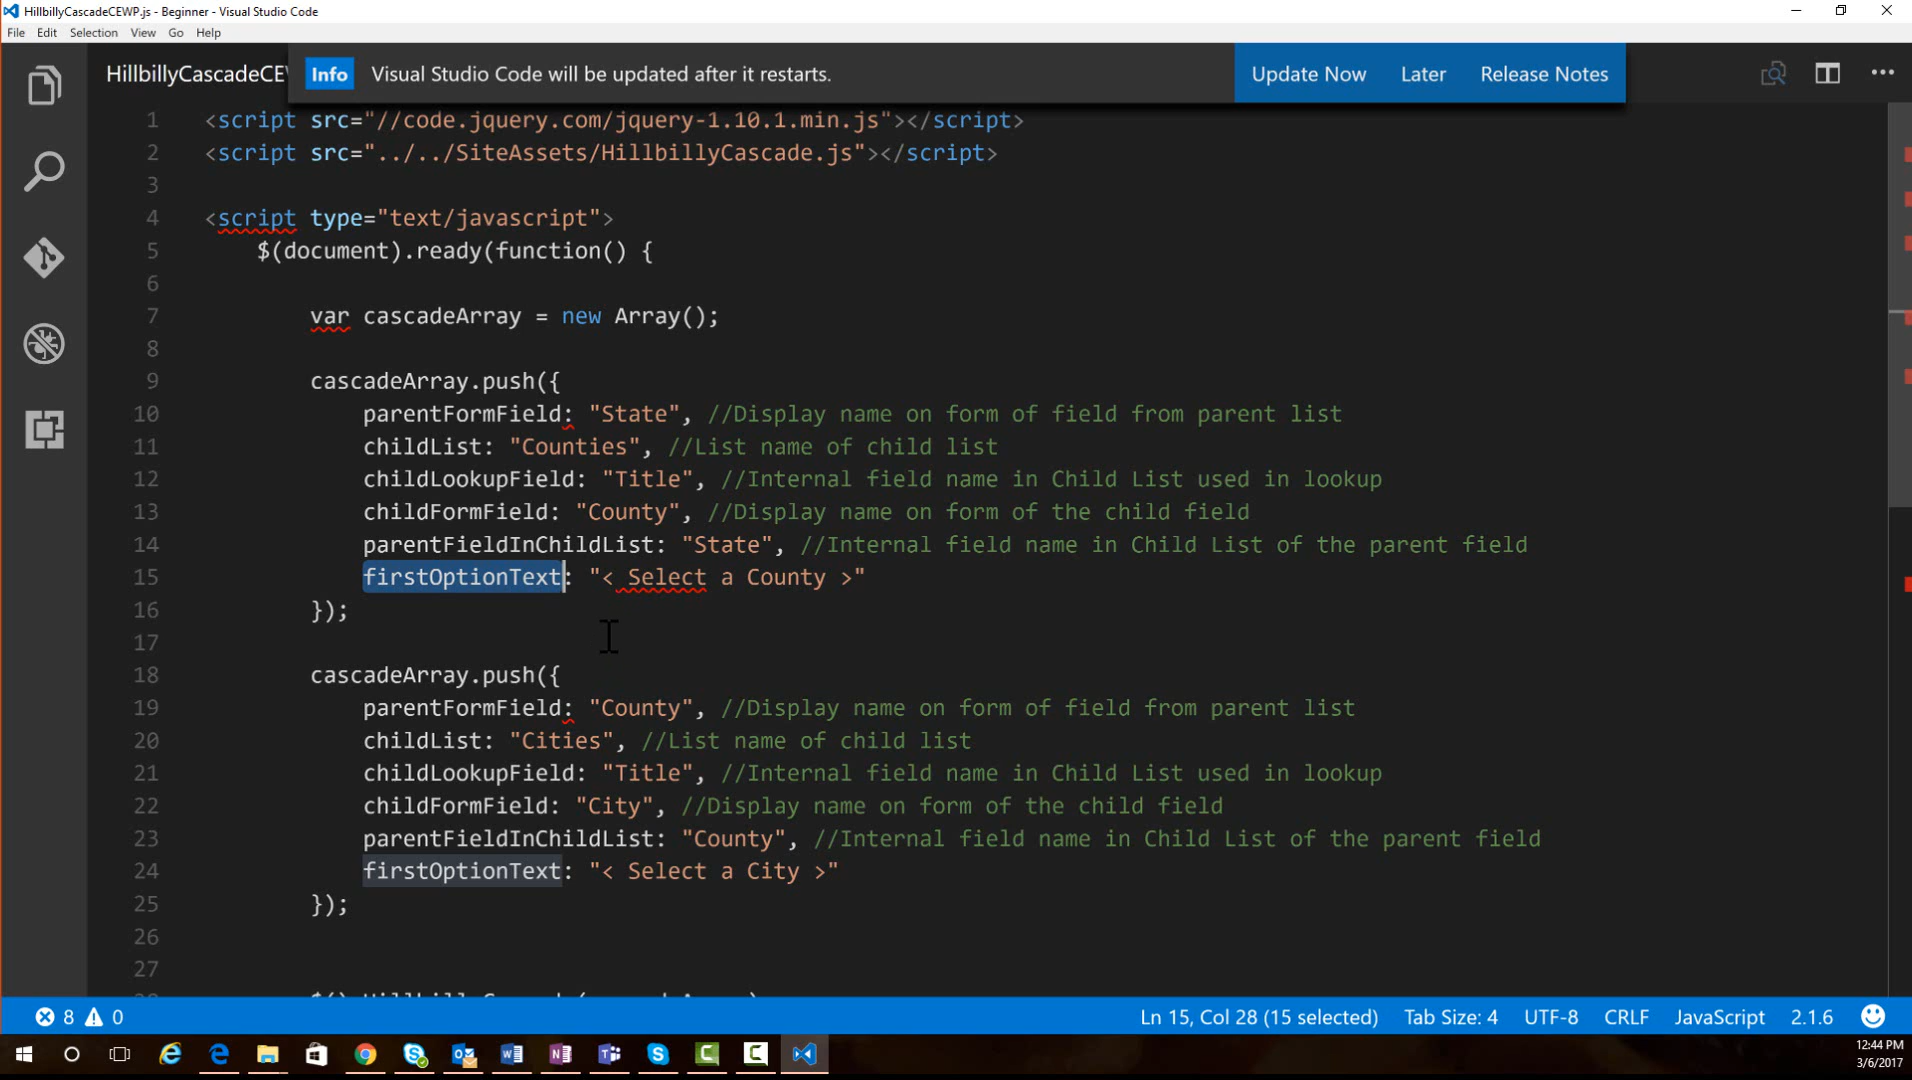 HillbillyCascadeCEWP.js - Beginner - Visual Studio Code
File Edit Selection View Go Help
HillbillyCascadeCEW
Info Visual Studio Code will be updated after it restarts. Update Now Later Release Notes
1 <script src="//code.jquery.com/jquery-1.10.1.min.js"></script>
2 <script src="../../SiteAssets/HillbillyCascade.js"></script>
3
4 <script type="text/javascript">
5 $(document).ready(function() {
6
7 var cascadeArray = new Array();
8
9 cascadeArray.push({
10 parentFormField: "State", //Display name on form of field from parent list
11 childList: "Counties", //List name of child list
12 childLookupField: "Title", //Internal field name in Child List used in lookup
13 childFormField: "County", //Display name on form of the child field
14 parentFieldInChildList: "State", //Internal field name in Child List of the parent field
15 firstOptionText: "< Select a County >"
16 });
17
18 cascadeArray.push({
19 parentFormField: "County", //Display name on form of field from parent list
20 childList: "Cities", //List name of child list
21 childLookupField: "Title", //Internal field name in Child List used in lookup
22 childFormField: "City", //Display name on form of the child field
23 parentFieldInChildList: "County", //Internal field name in Child List of the parent field
24 firstOptionText: "< Select a City >"
25 });
26
27
8 0 Ln 15, Col 28 (15 selected) Tab Size: 4 UTF-8 CRLF JavaScript 2.1.6
12:44 PM
3/6/2017